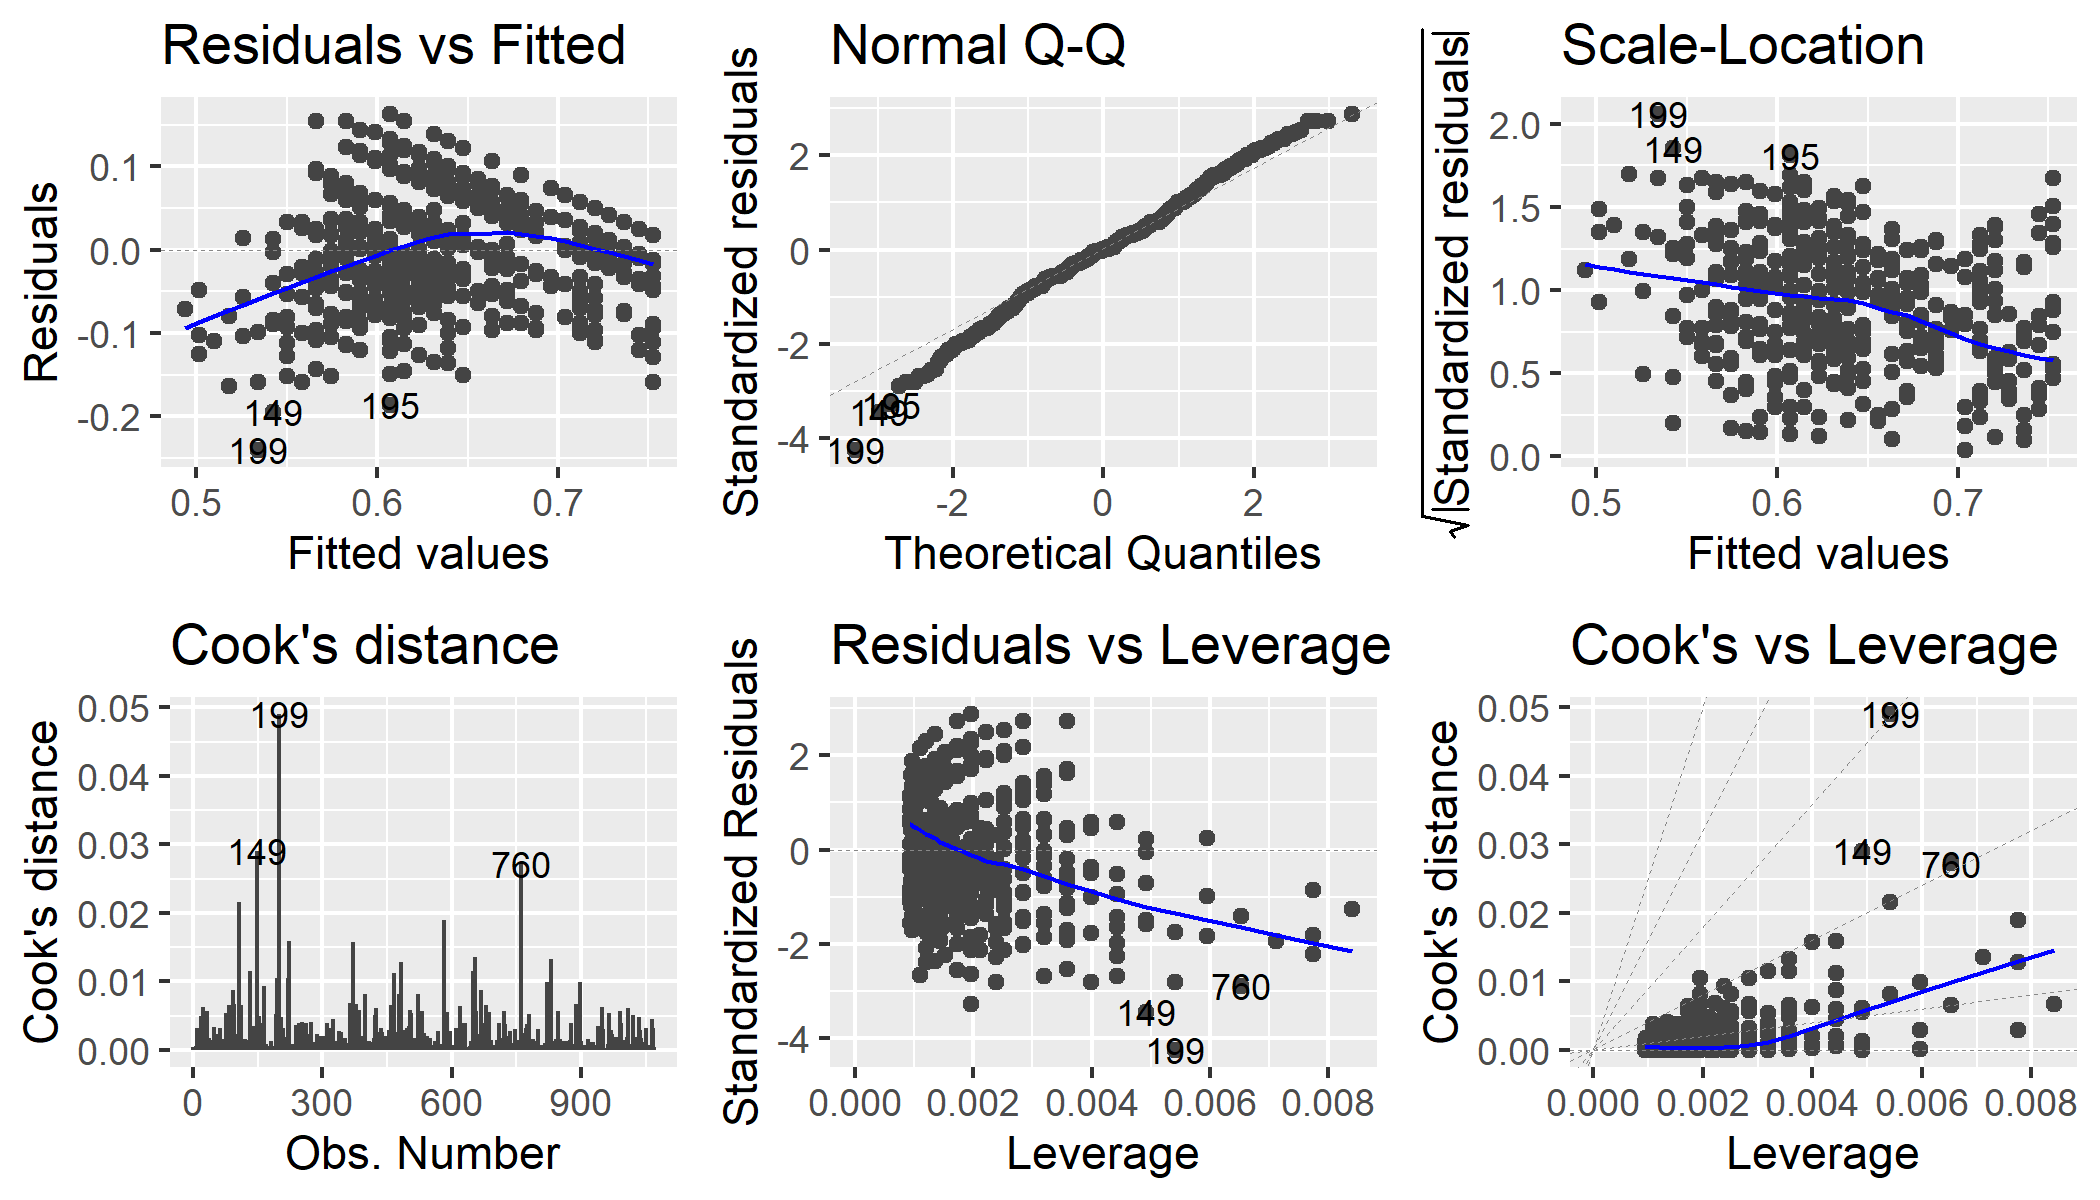 Residuals vs Fitted
Residuals
0.1
0.0
-0.1
-0.2
149
195
199
0.5 0.6 0.7
Fitted values
Normal Q-Q
Standardized residuals
2
0
-2
-4
195
149
199
-2 0 2
Theoretical Quantiles
Scale-Location
√|Standardized residuals|
2.0
1.5
1.0
0.5
0.0
199
149
195
0.5 0.6 0.7
Fitted values
Cook's distance
Cook's distance
0.05
0.04
0.03
0.02
0.01
0.00
199
149
760
0 300 600 900
Obs. Number
Residuals vs Leverage
Standardized Residuals
2
0
-2
-4
760
149
199
0.000 0.002 0.004 0.006 0.008
Leverage
Cook's vs Leverage
Cook's distance
0.05
0.04
0.03
0.02
0.01
0.00
199
149
760
0.000 0.002 0.004 0.006 0.008
Leverage